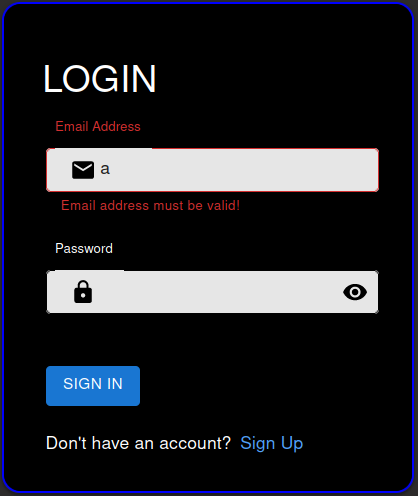 LOGIN
Email Address
a
Email address must be valid!
Password
SIGN IN
Don't have an account? Sign Up